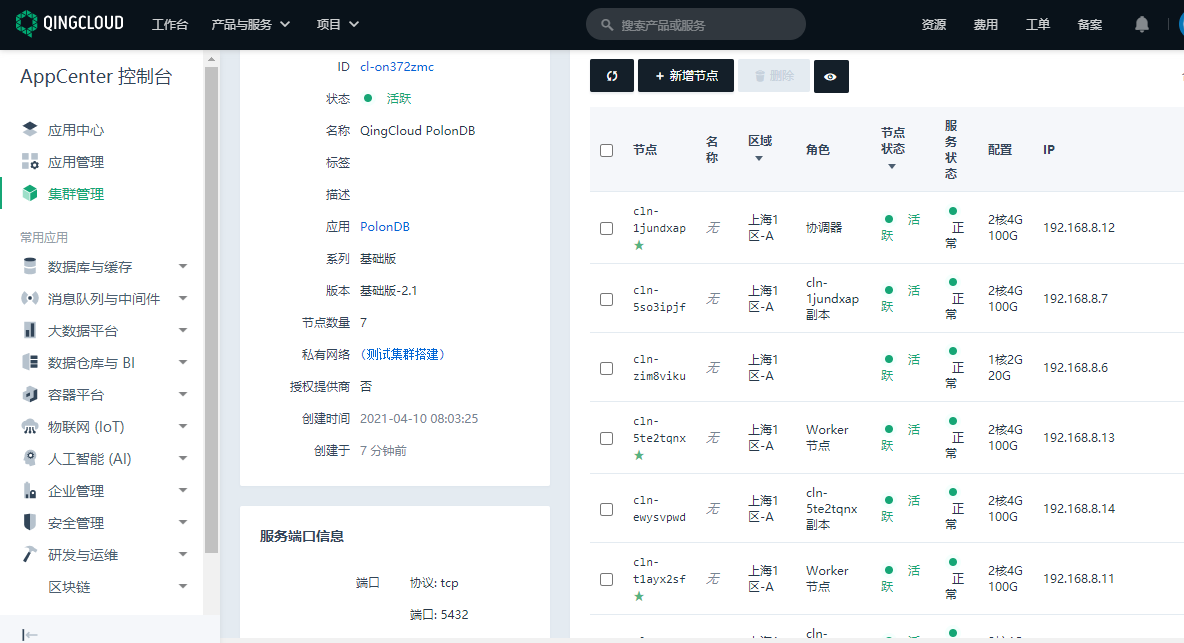 QINGCLOUD 工作台 产品与服务 项目 搜索产品或服务 资源 费用 工单 备案
AppCenter 控制台
应用中心
应用管理
集群管理
常用应用
数据库与缓存
消息队列与中间件
大数据平台
数据仓库与 BI
容器平台
物联网 (IoT)
人工智能 (AI)
企业管理
安全管理
研发与运维
区块链
ID cl-on372zmc
状态 活跃
名称 QingCloud PolonDB
标签
描述
应用 PolonDB
系列 基础版
版本 基础版-2.1
节点数量 7
私有网络 (测试集群搭建)
授权提供商 否
创建时间 2021-04-10 08:03:25
创建于 7 分钟前
服务端口信息
端口 协议: tcp
端口: 5432
+ 新增节点 删除
节点 名称 区域 角色 节点状态 服务状态 配置 IP
cln-1jundxap 无 上海1区-A 协调器 活跃 正常 2核4G 100G 192.168.8.12
cln-5so3ipjf 无 上海1区-A cln-1jundxap 副本 活跃 正常 2核4G 100G 192.168.8.7
cln-zim8viku 无 上海1区-A 活跃 正常 1核2G 20G 192.168.8.6
cln-5te2tqnx 无 上海1区-A Worker 节点 活跃 正常 2核4G 100G 192.168.8.13
cln-ewysvpwd 无 上海1区-A cln-5te2tqnx 副本 活跃 正常 2核4G 100G 192.168.8.14
cln-t1ayx2sf 无 上海1区-A Worker 节点 活跃 正常 2核4G 100G 192.168.8.11
cln-